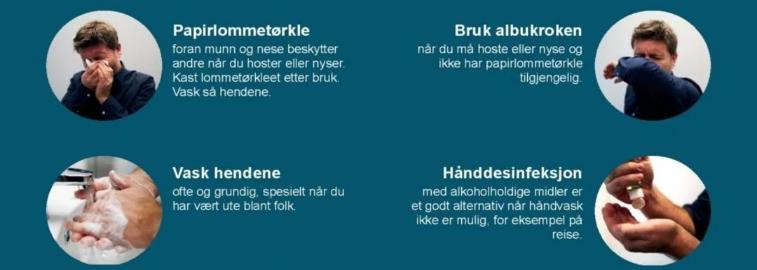 Papirlommetørkle
foran munn og nese beskytter
andre når du hoster eller nyser.
Kast lommetørkleet etter bruk.
Vask så hendene.
Bruk albukroken
når du må hoste eller nyse og
ikke har papirlommetørkle
tilgjengelig.
Vask hendene
ofte og grundig, spesielt når du
har vært ute blant folk.
Hånddesinfeksjon
med alkoholholdige midler er
et godt alternativ når håndvask
ikke er mulig, for eksempel på
reise.